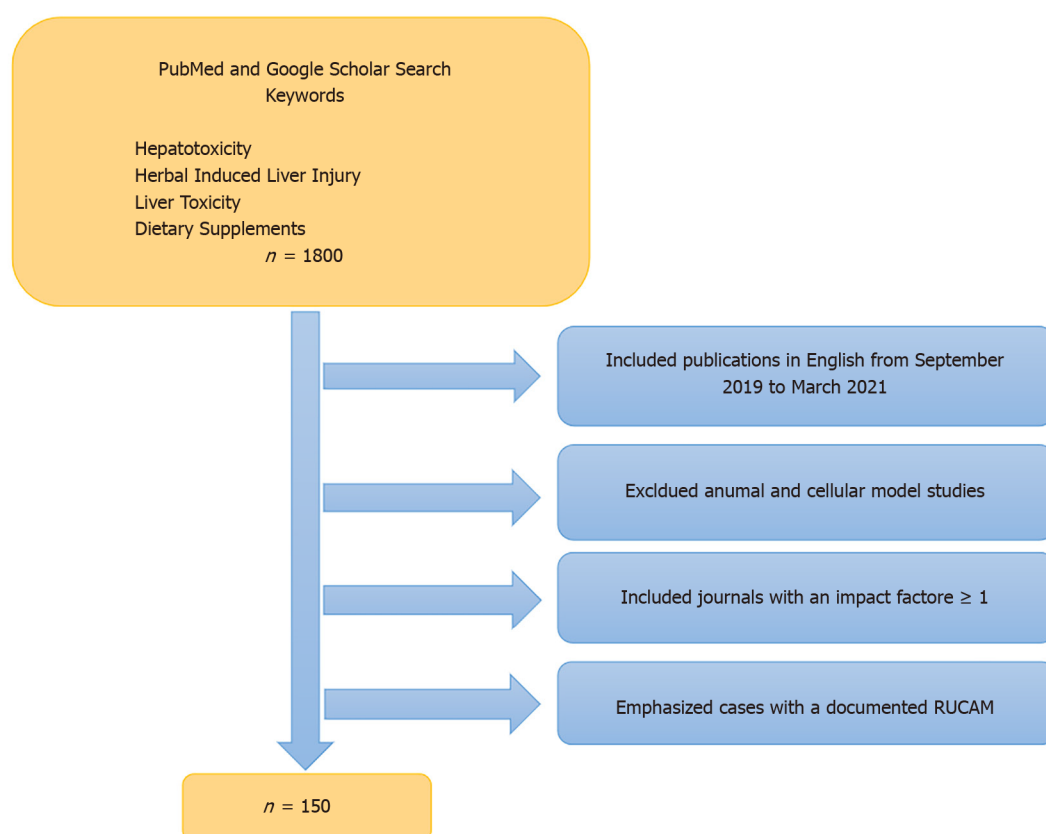 PubMed and Google Scholar Search
Keywords
Hepatotoxicity
Herbal Induced Liver Injury
Liver Toxicity
Dietary Supplements
n = 1800
Included publications in English from September
2019 to March 2021
Excldued anumal and cellular model studies
Included journals with an impact factore ≥ 1
Emphasized cases with a documented RUCAM
n = 150